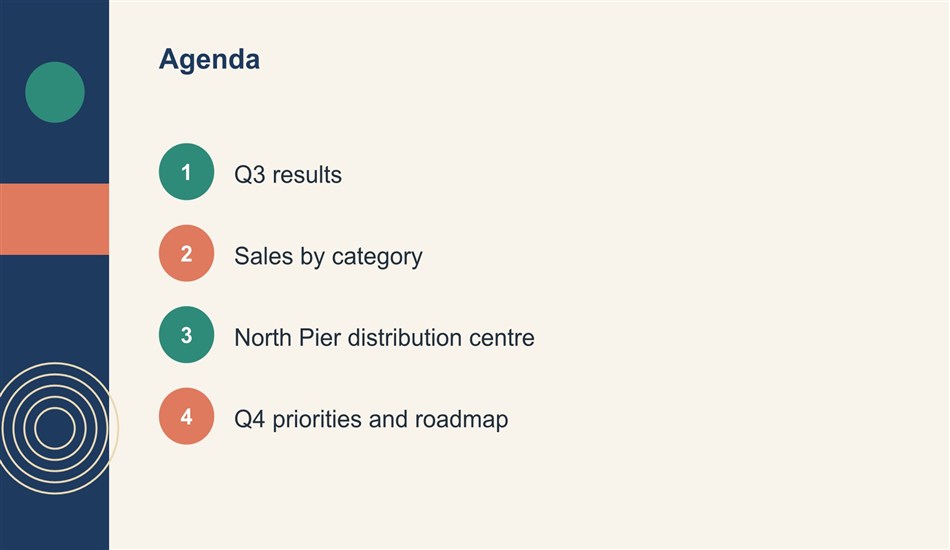 Agenda
1 Q3 results
2 Sales by category
3 North Pier distribution centre
4 Q4 priorities and roadmap